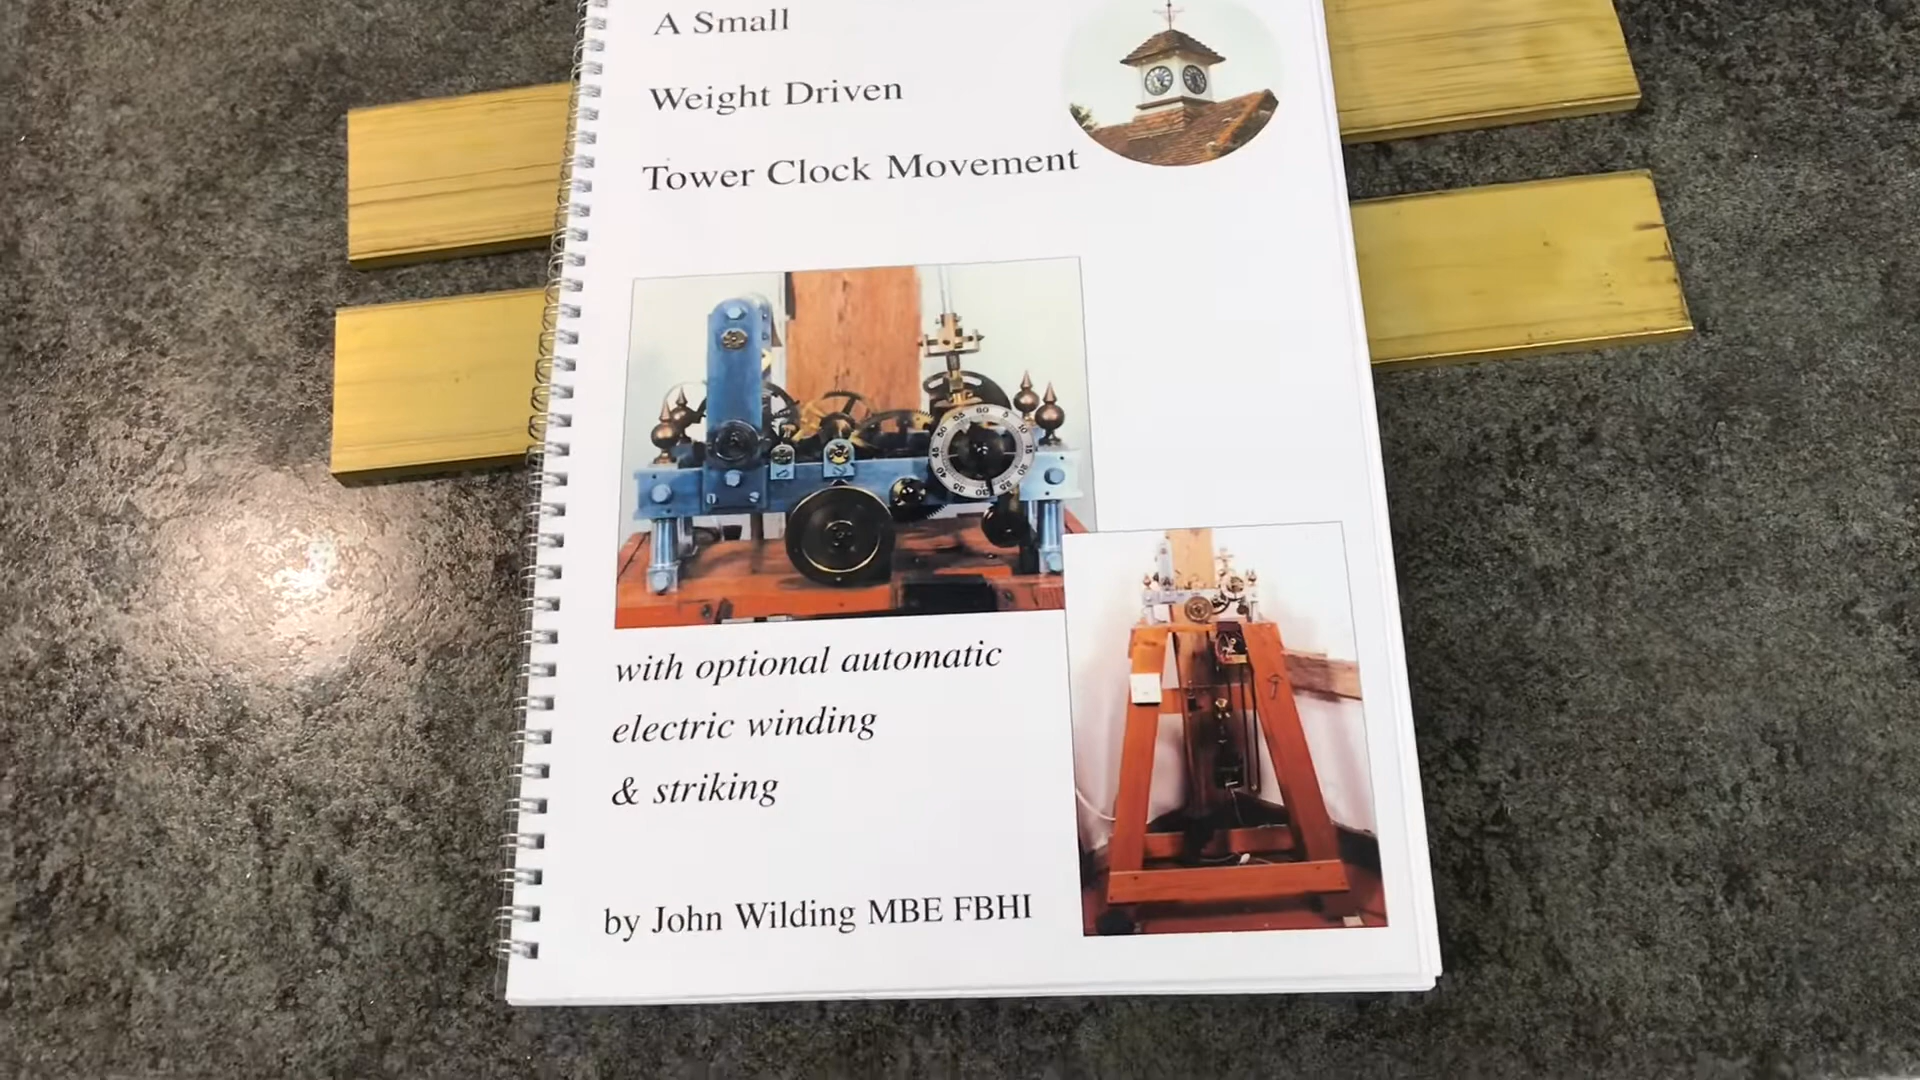 A Small
Weight Driven
Tower Clock Movement
with optional automatic
electric winding
& striking
by John Wilding MBE FBHI